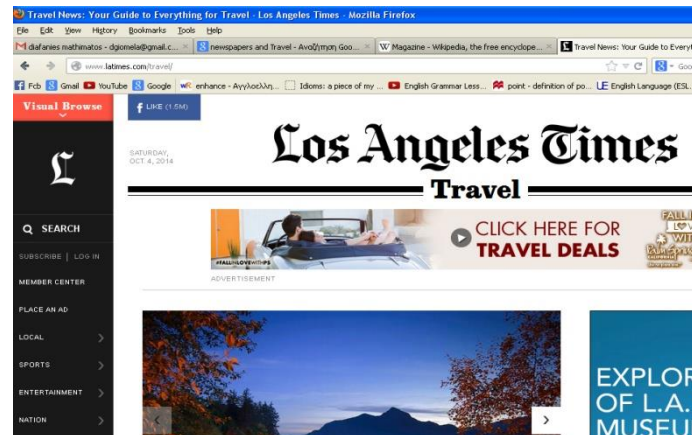 Travel News: Your Guide to Everything for Travel - Los Angeles Times - Mozilla Firefox
File Edit View History Bookmarks Tools Help
diafanies mathimatos - dgiomela@gmail.c... × newspapers and Travel - Αναζήτηση Goo... × Magazine - Wikipedia, the free encyclope... × Travel News: Your Guide to Every
www.latimes.com/travel/
Fcb Gmail YouTube Google enhance - Αγγλοελλην... Idioms: a piece of my ... English Grammar Less... point - definition of po... English Language (ESL
Visual Browse
LIKE (1.5M)
SATURDAY,
OCT. 4, 2014
Los Angeles Times
Travel
L
SEARCH
SUBSCRIBE | LOG IN
MEMBER CENTER
PLACE AN AD
LOCAL
SPORTS
ENTERTAINMENT
NATION
#FALLINLOVEWITHPS
CLICK HERE FOR
TRAVEL DEALS
ADVERTISEMENT
EXPLOR
OF L.A.
MUSEU